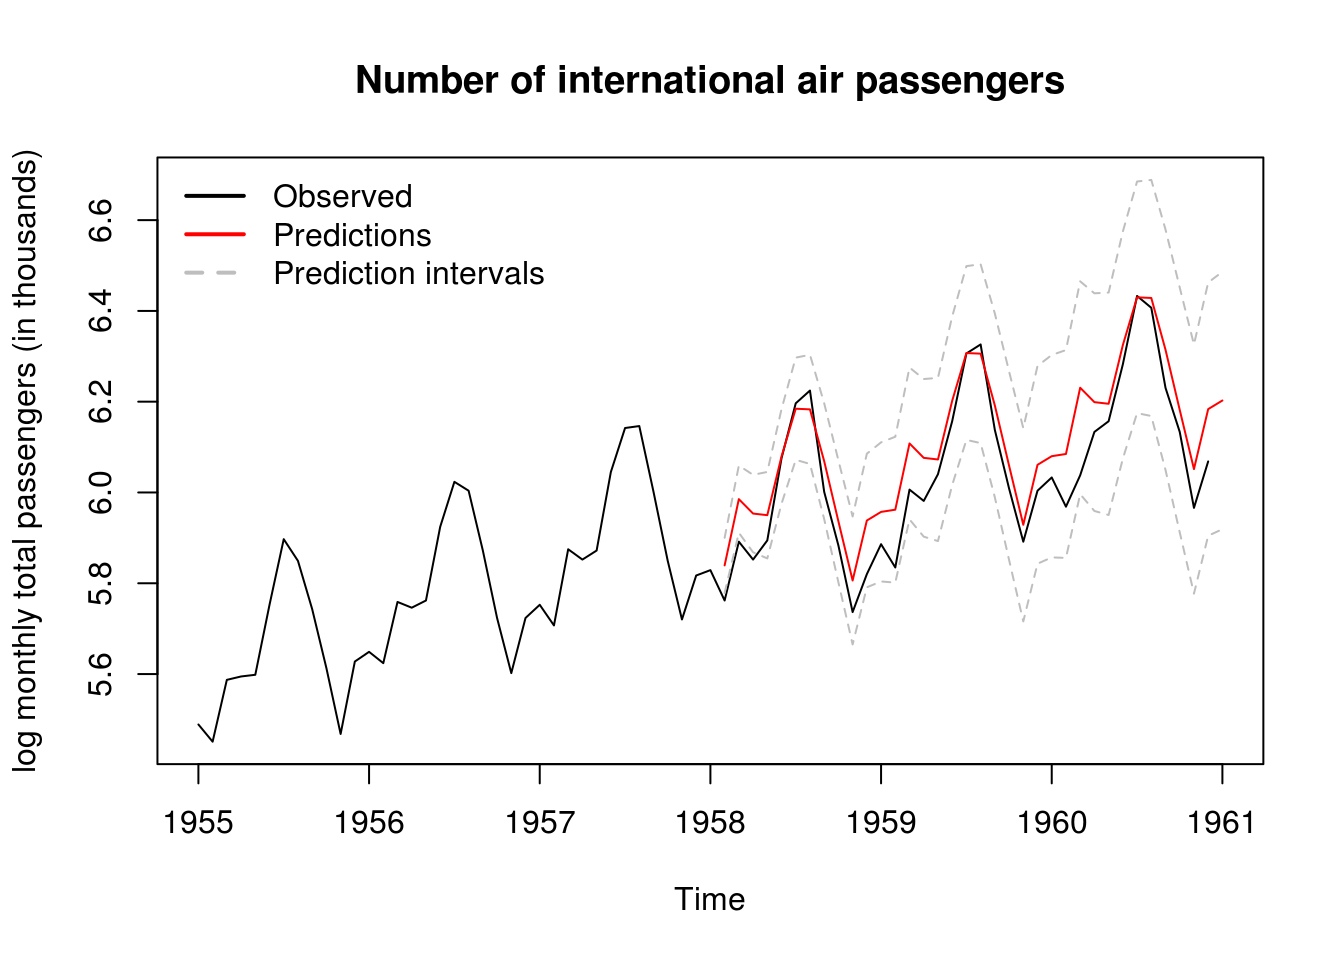 Number of international air passengers
log monthly total passengers (in thousands)
6.6
6.4
6.2
6.0
5.8
5.6
Observed
Predictions
Prediction intervals
1955 1956 1957 1958 1959 1960 1961
Time